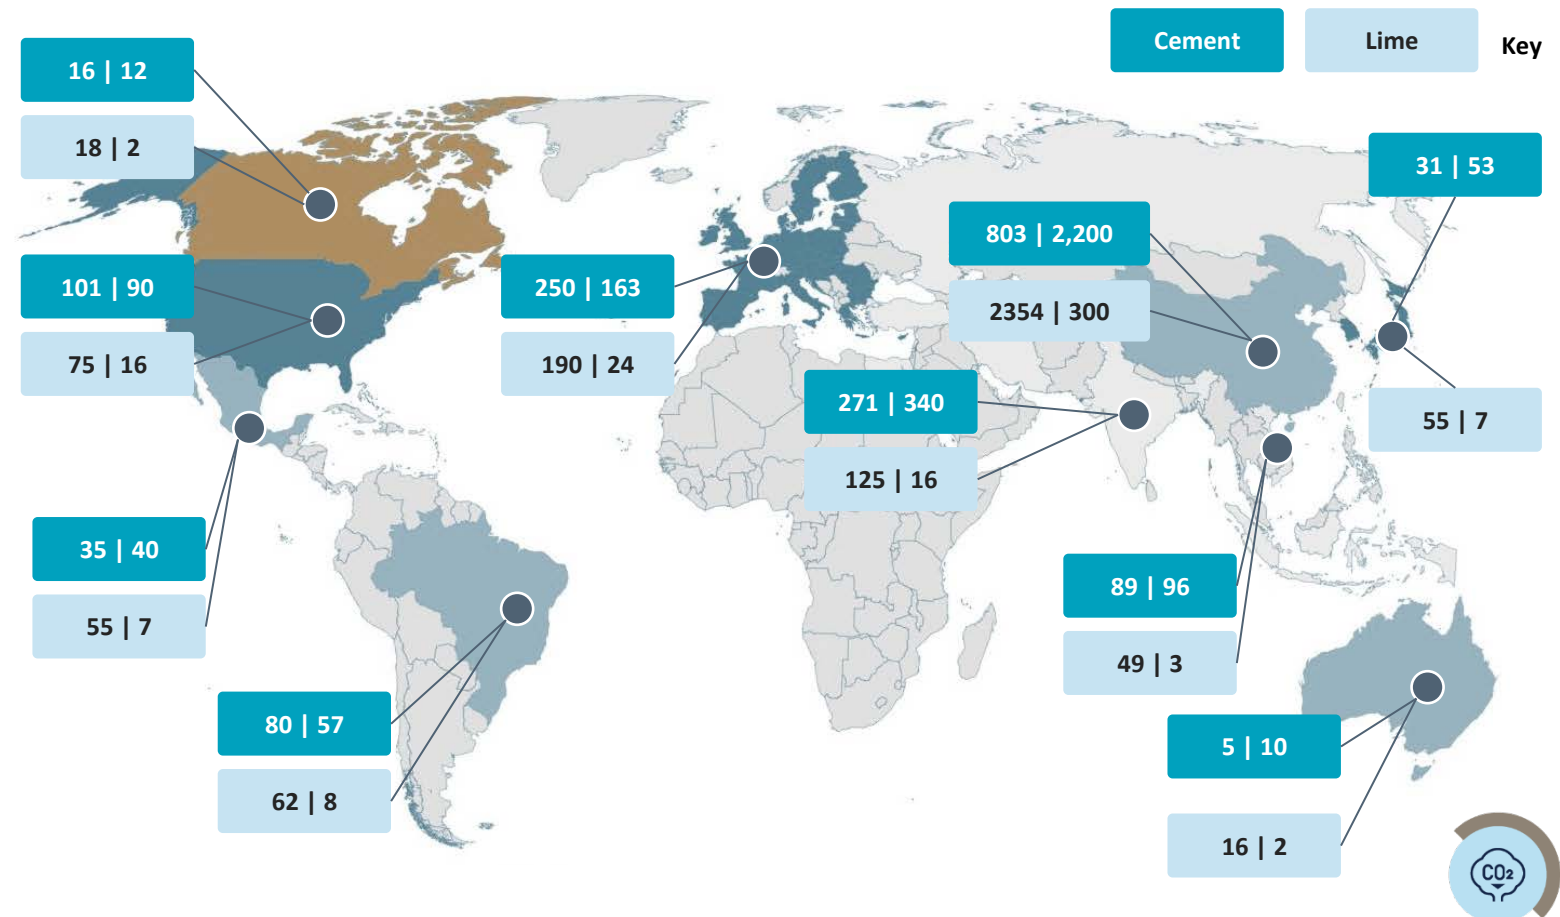 Cement
Lime
Key
16 | 12
18 | 2
31 | 53
803 | 2,200
101 | 90
250 | 163
2354 | 300
75 | 16
190 | 24
271 | 340
55 | 7
125 | 16
35 | 40
89 | 96
55 | 7
49 | 3
80 | 57
5 | 10
62 | 8
16 | 2
CO₂